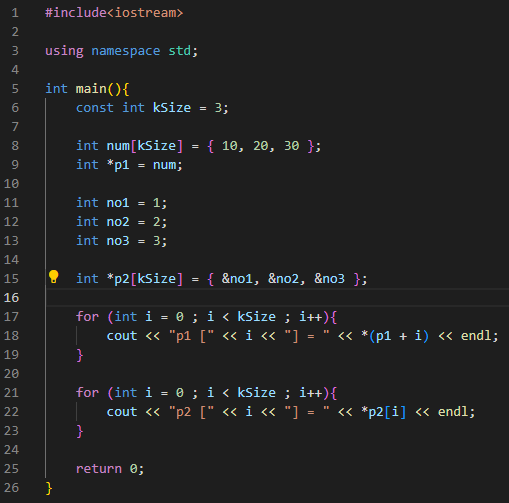 1 #include<iostream>
2
3 using namespace std;
4
5 int main(){
6     const int kSize = 3;
7
8     int num[kSize] = { 10, 20, 30 };
9     int *p1 = num;
10
11     int no1 = 1;
12     int no2 = 2;
13     int no3 = 3;
14
15     int *p2[kSize] = { &no1, &no2, &no3 };
16
17     for (int i = 0 ; i < kSize ; i++){
18         cout << "p1 [" << i << "] = " << *(p1 + i) << endl;
19     }
20
21     for (int i = 0 ; i < kSize ; i++){
22         cout << "p2 [" << i << "] = " << *p2[i] << endl;
23     }
24
25     return 0;
26 }